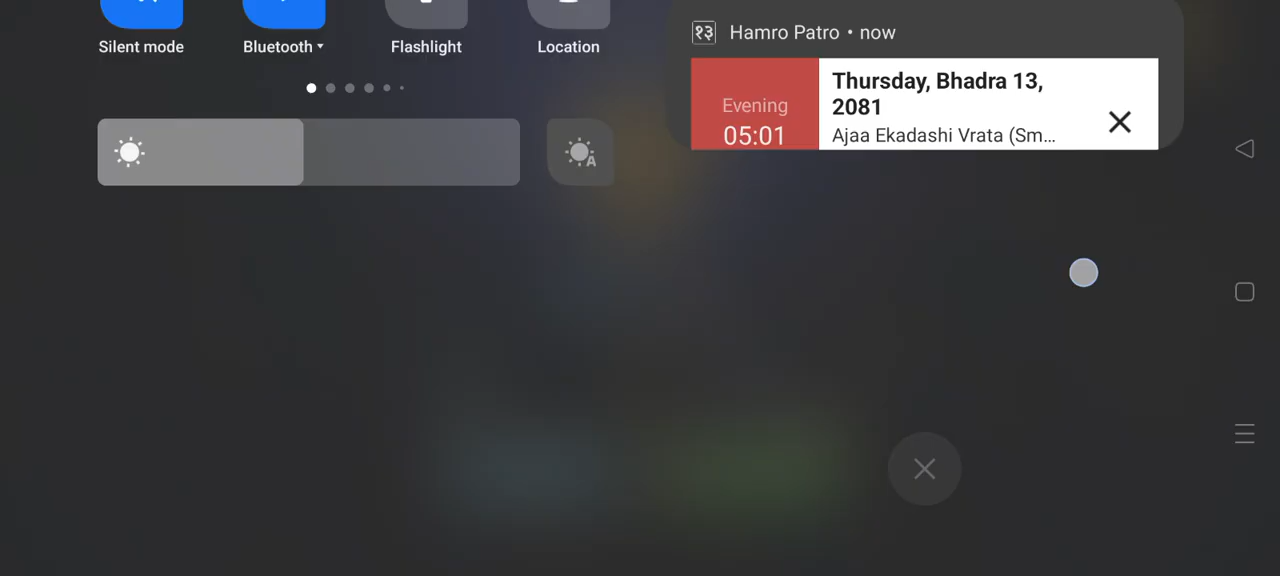 Silent mode
Bluetooth
Flashlight
Location
A
१३ Hamro Patro • now
Evening
05:01
Thursday, Bhadra 13,
2081
Ajaa Ekadashi Vrata (Sm...